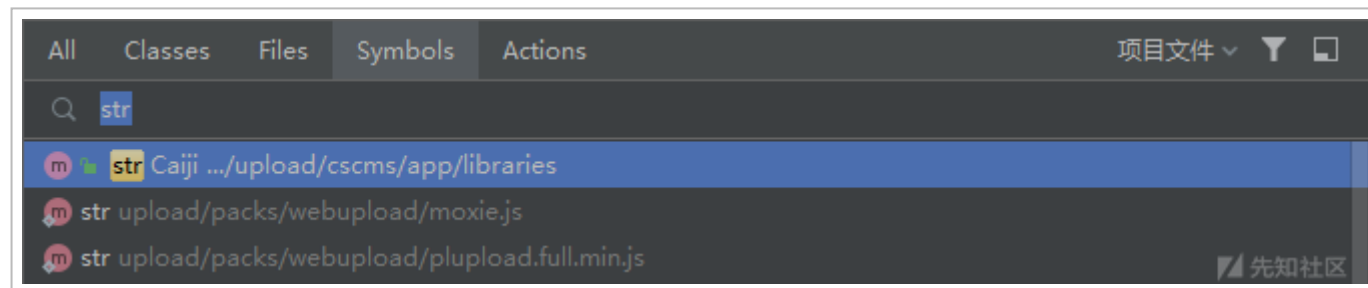 All Classes Files Symbols Actions 项目文件
str
str Caiji .../upload/cscms/app/libraries
str upload/packs/webupload/moxie.js
str upload/packs/webupload/plupload.full.min.js
先知社区